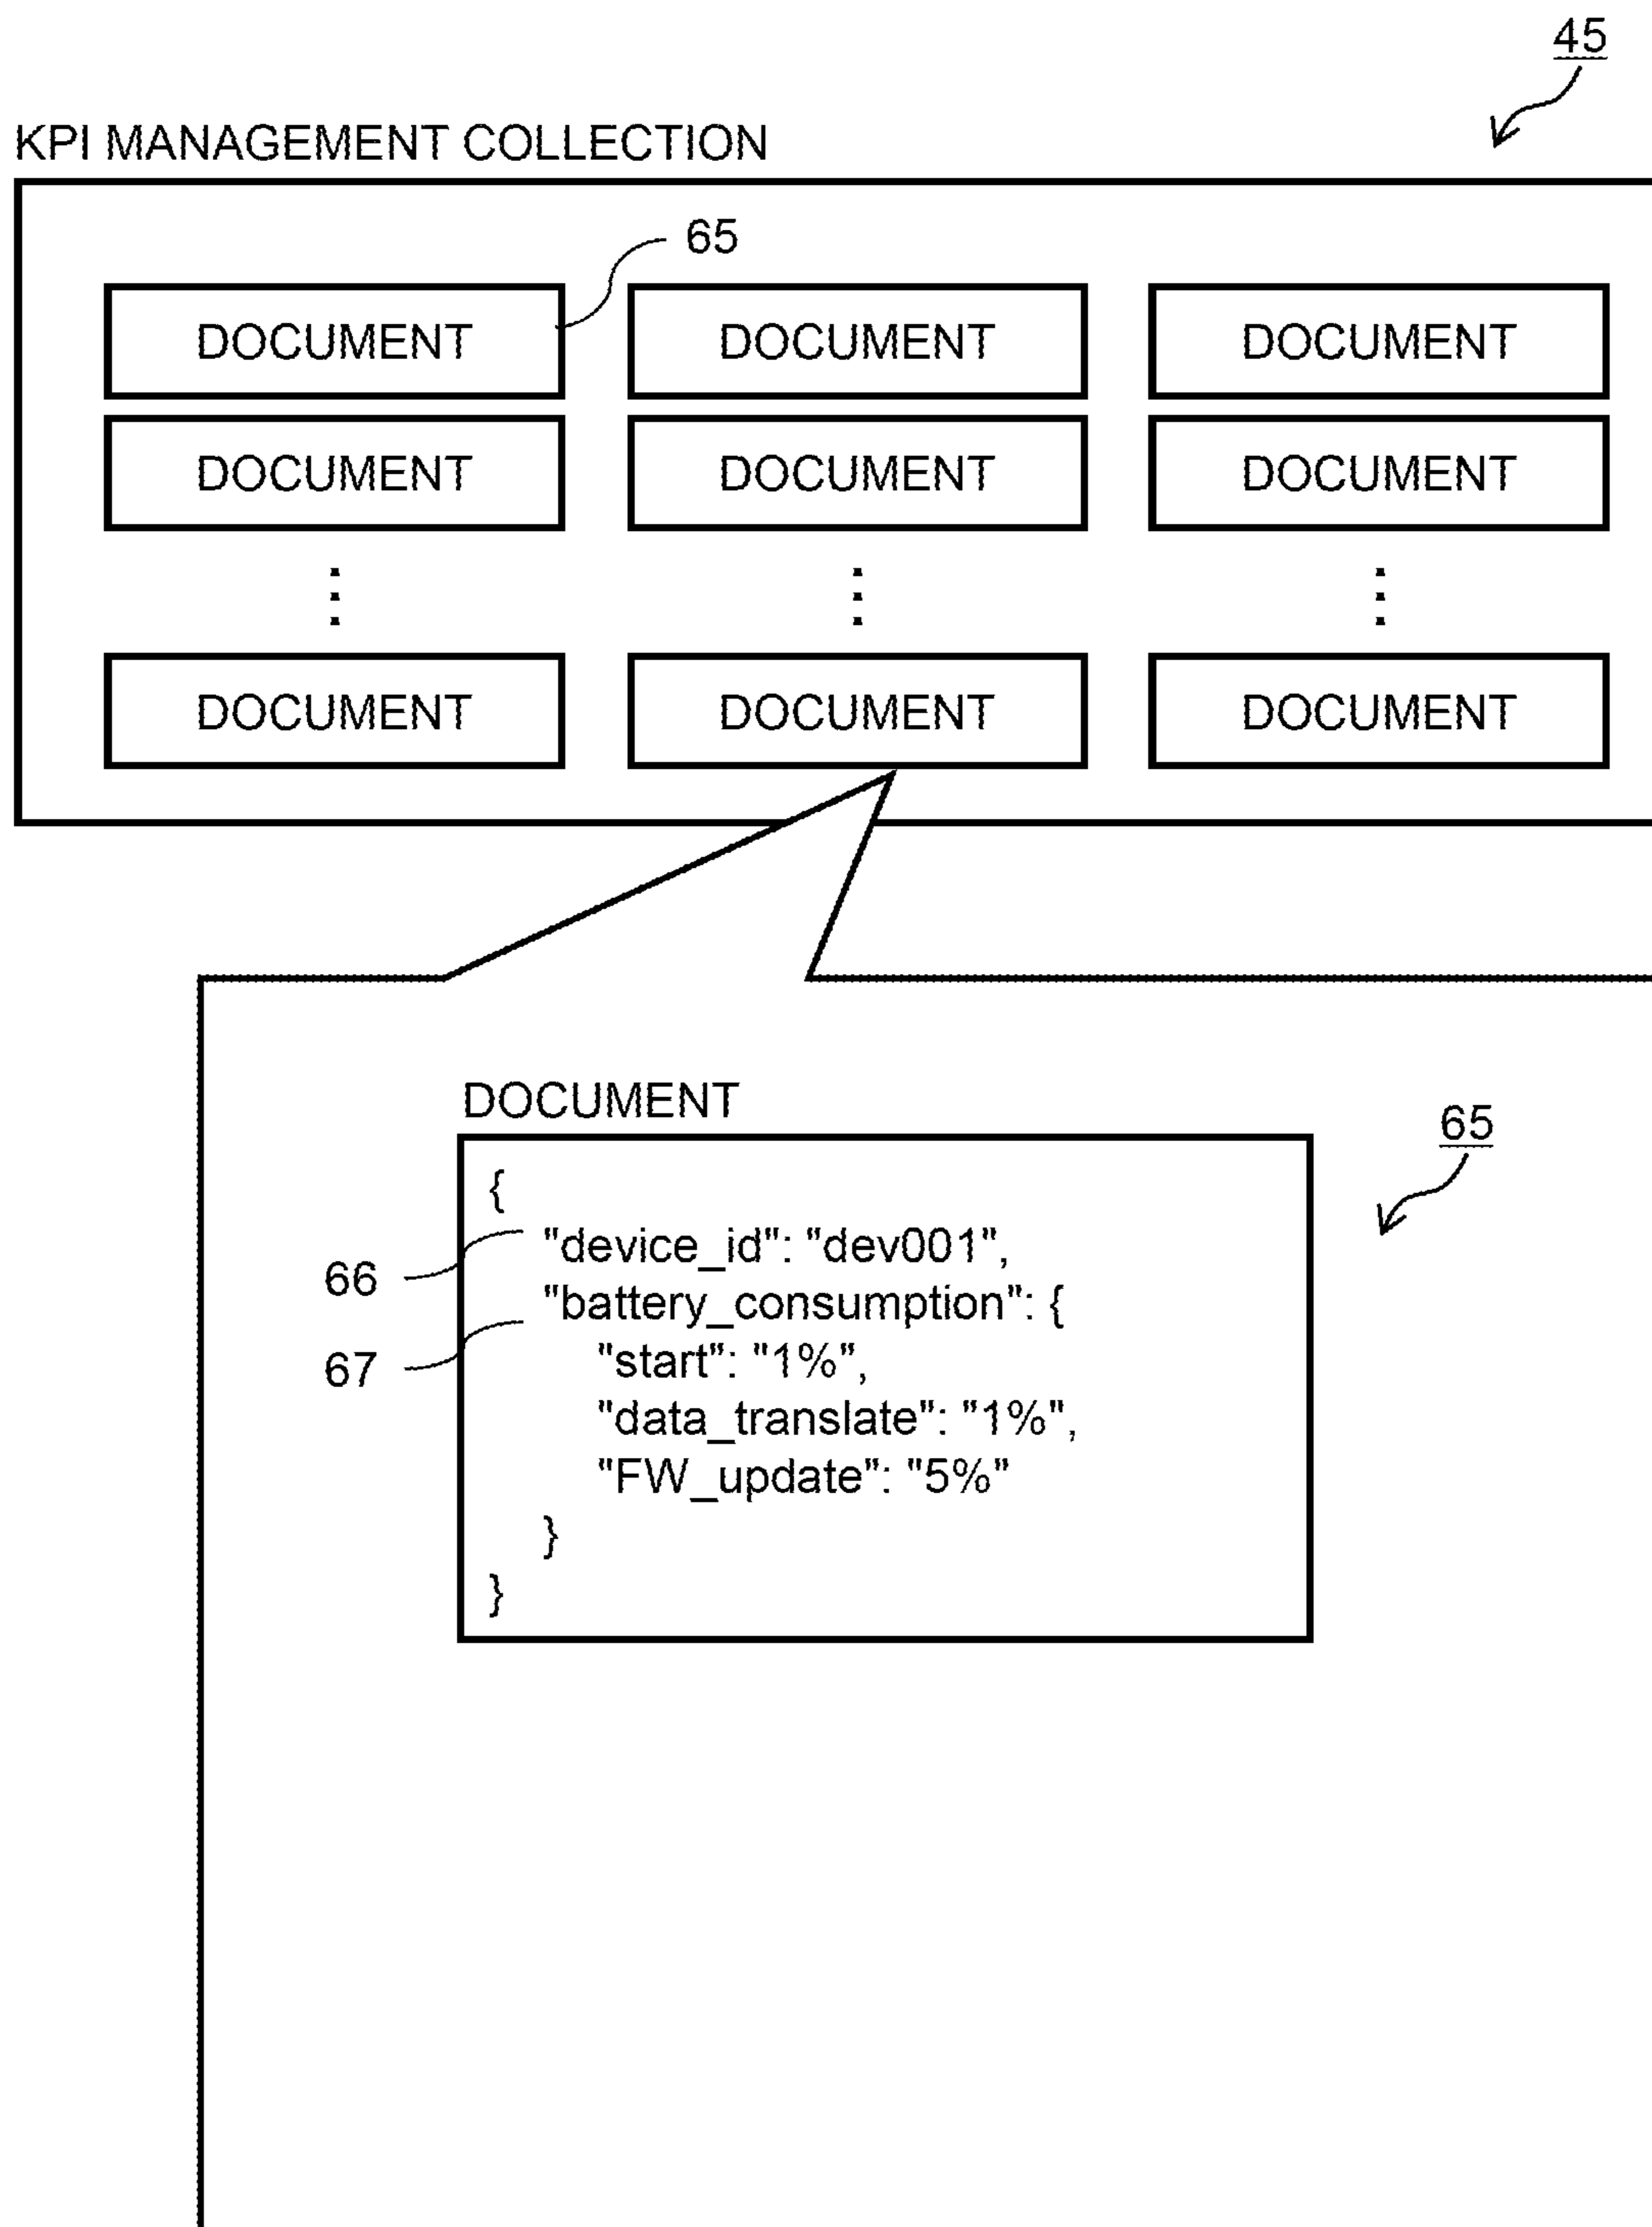 45
KPI MANAGEMENT COLLECTION
65
DOCUMENT DOCUMENT DOCUMENT
DOCUMENT DOCUMENT DOCUMENT
DOCUMENT DOCUMENT DOCUMENT
DOCUMENT
65
{
66 "device_id": "dev001",
"battery_consumption": {
67 "start": "1%",
"data_translate": "1%",
"FW_update": "5%"
}
}